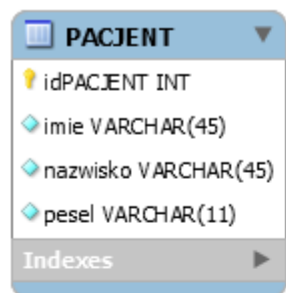 PACJENT
idPACJENT INT
imie VARCHAR(45)
nazwisko VARCHAR(45)
pesel VARCHAR(11)
Indexes